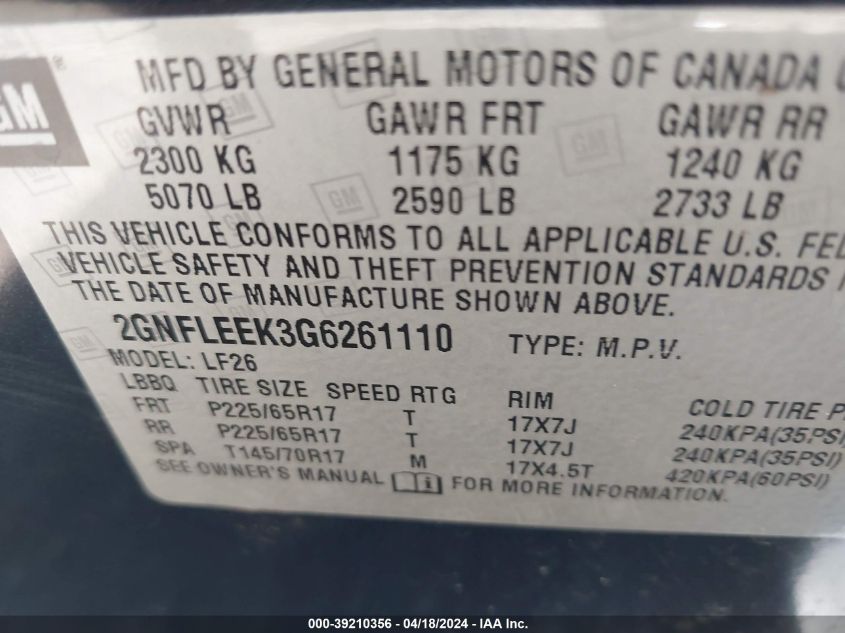 GM ®
MFD BY GENERAL MOTORS OF CANADA
GVWR GAWR FRT GAWR RR
2300 KG 1175 KG 1240 KG
5070 LB 2590 LB 2733 LB
THIS VEHICLE CONFORMS TO ALL APPLICABLE U.S.
VEHICLE SAFETY AND THEFT PREVENTION STANDARDS
THE DATE OF MANUFACTURE SHOWN ABOVE.
2GNFLEEK3G6261110 TYPE: M.P.V.
MODEL: LF26
LBBQ TIRE SIZE SPEED RTG RIM COLD TIRE
FRT P225/65R17 T 17X7J 240KPA(35PSI)
RR P225/65R17 T 17X7J 240KPA(35PSI)
SPA T145/70R17 M 17X4.5T 420KPA(60PSI)
SEE OWNER'S MANUAL FOR MORE INFORMATION.
000-39210356 / 04/18/2024 - IAA Inc.